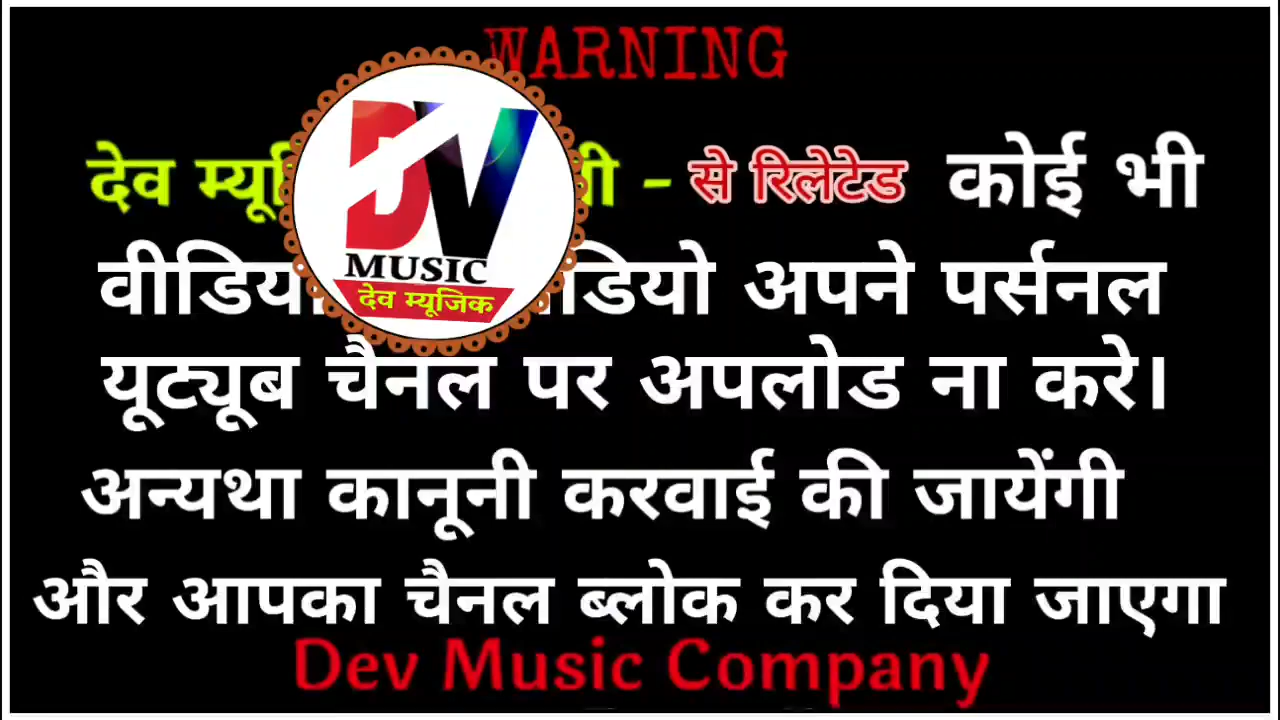 WARNING
देव - से रिलेटेड कोई भी
अपने पर्सनल
यूट्यूब चैनल पर अपलोड ना करे।
अन्यथा कानूनी करवाई की जायेंगी
और आपका चैनल ब्लोक कर दिया जाएगा
Dev Music Company
DV
MUSIC
देव म्यूजिक